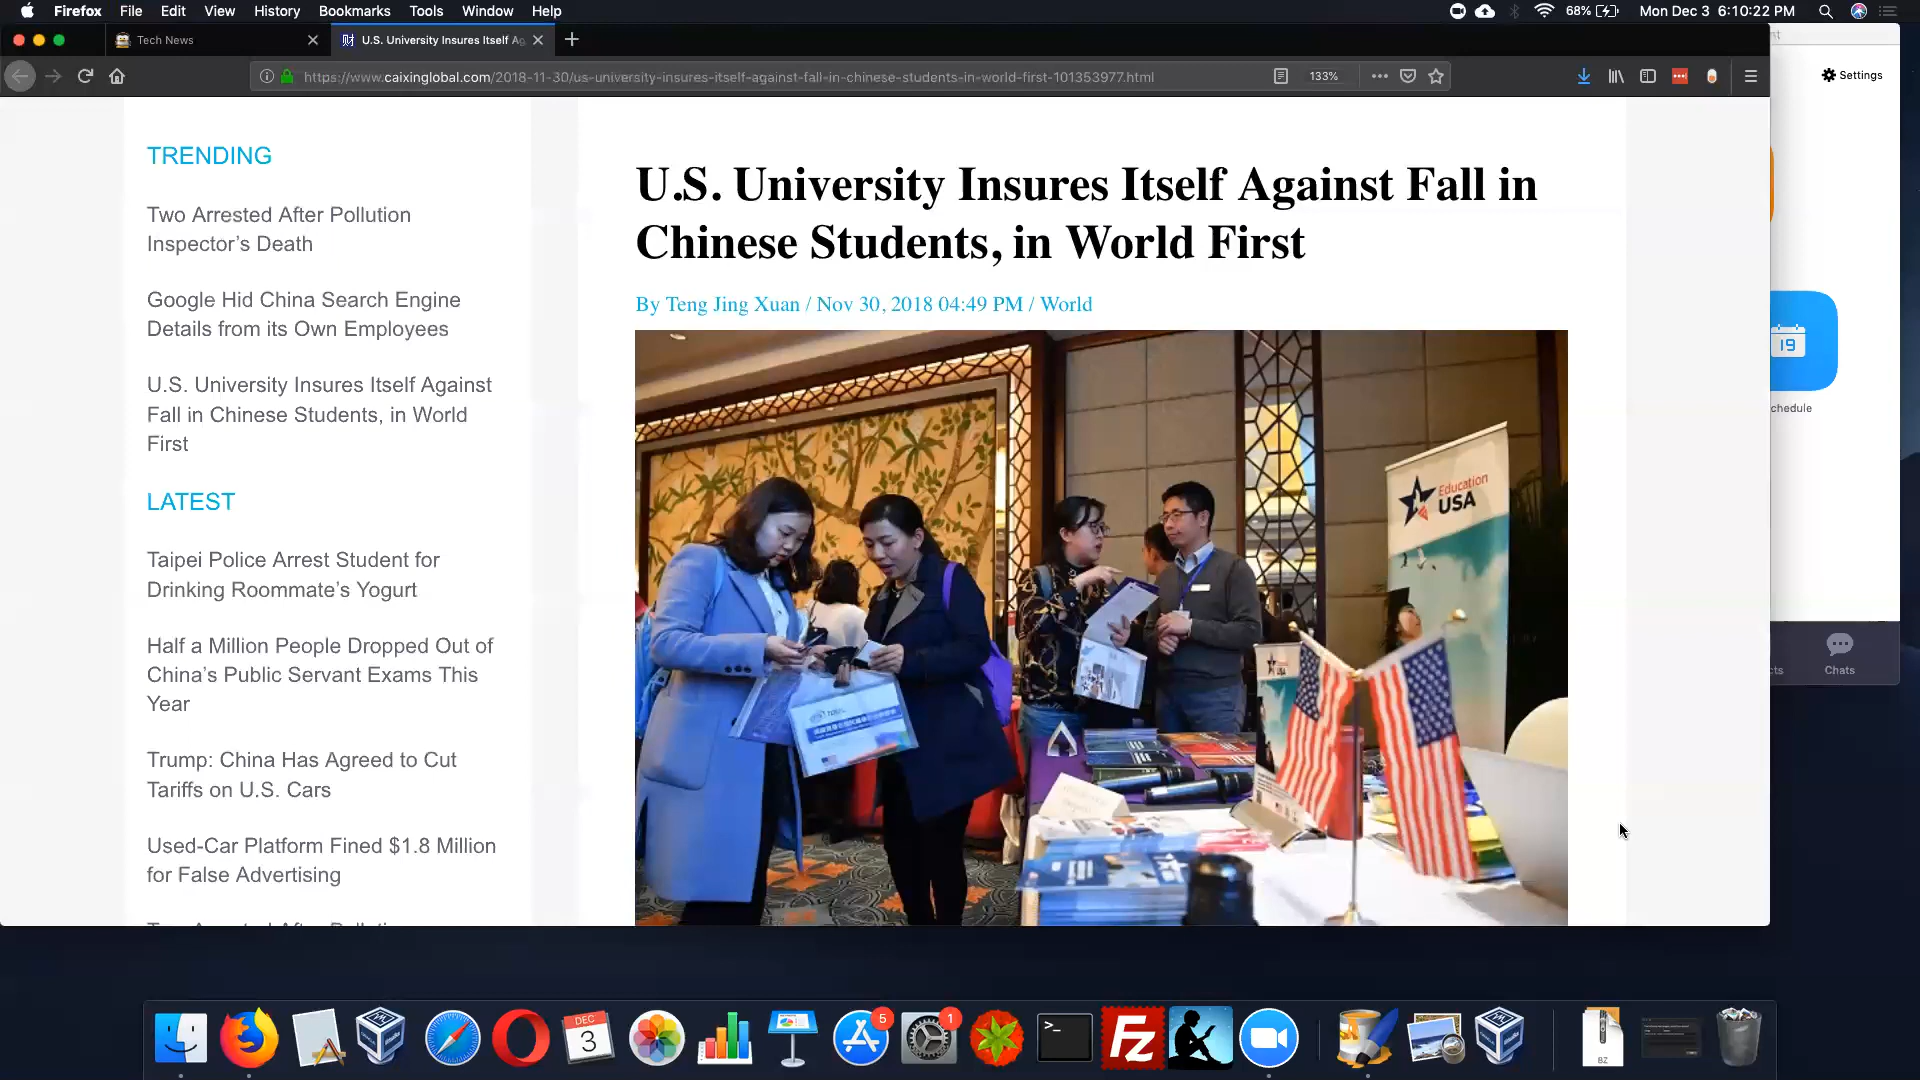 Firefox File Edit View History Bookmarks Tools Window Help
68% Mon Dec 3 6:10:22 PM
Tech News
U.S. University Insures Itself Ag
https://www.caixinglobal.com/2018-11-30/us-university-insures-itself-against-fall-in-chinese-students-in-world-first-101353977.html
133%
Settings
TRENDING
Two Arrested After Pollution
Inspector's Death
Google Hid China Search Engine
Details from its Own Employees
U.S. University Insures Itself Against
Fall in Chinese Students, in World
First
LATEST
Taipei Police Arrest Student for
Drinking Roommate's Yogurt
Half a Million People Dropped Out of
China's Public Servant Exams This
Year
Trump: China Has Agreed to Cut
Tariffs on U.S. Cars
Used-Car Platform Fined $1.8 Million
for False Advertising
U.S. University Insures Itself Against Fall in
Chinese Students, in World First
By Teng Jing Xuan / Nov 30, 2018 04:49 PM / World
Education
USA
19
chedule
cts
Chats
DEC
3
5
1
>_
FZ
BZ